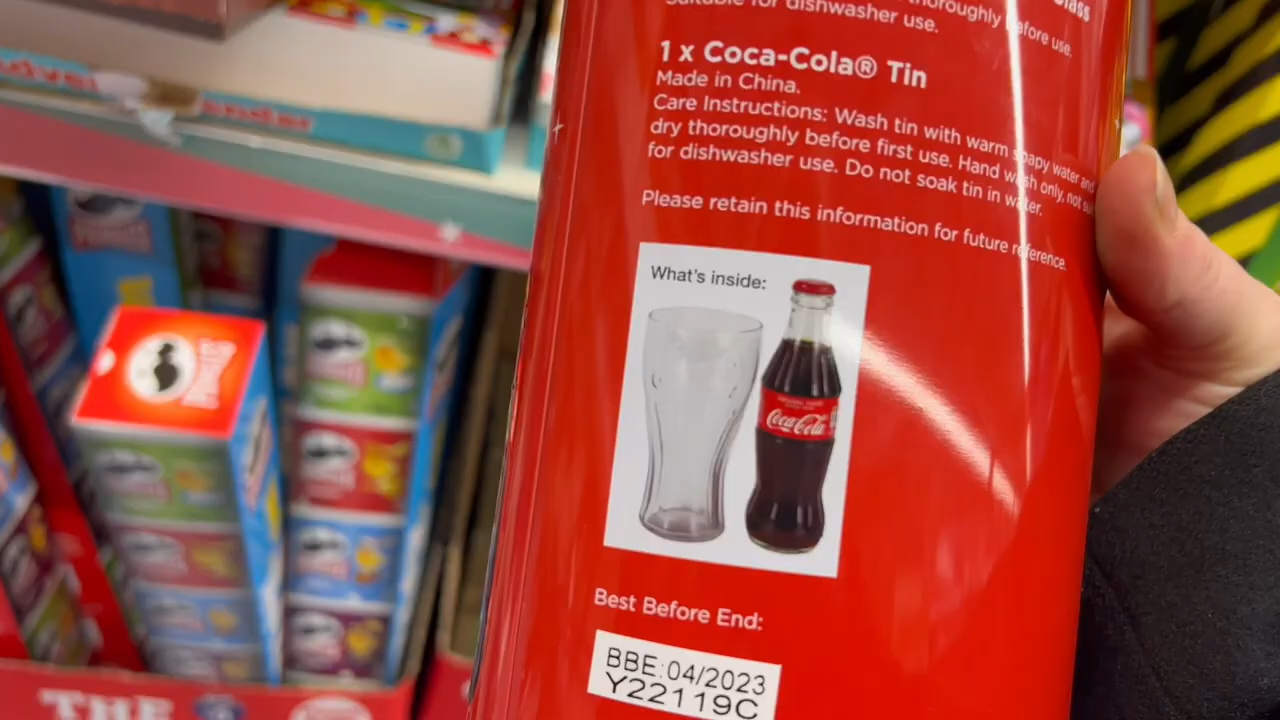 thoroughly before use.
Suitable for dishwasher use.
1 x Coca-Cola® Tin
Made in China.
Care Instructions: Wash tin with warm soapy water and
dry thoroughly before first use. Hand wash only, not
for dishwasher use. Do not soak tin in water.
Please retain this information for future reference.
What's inside:
Coca-Cola
Best Before End:
BBE:04/2023
Y22119C
THE